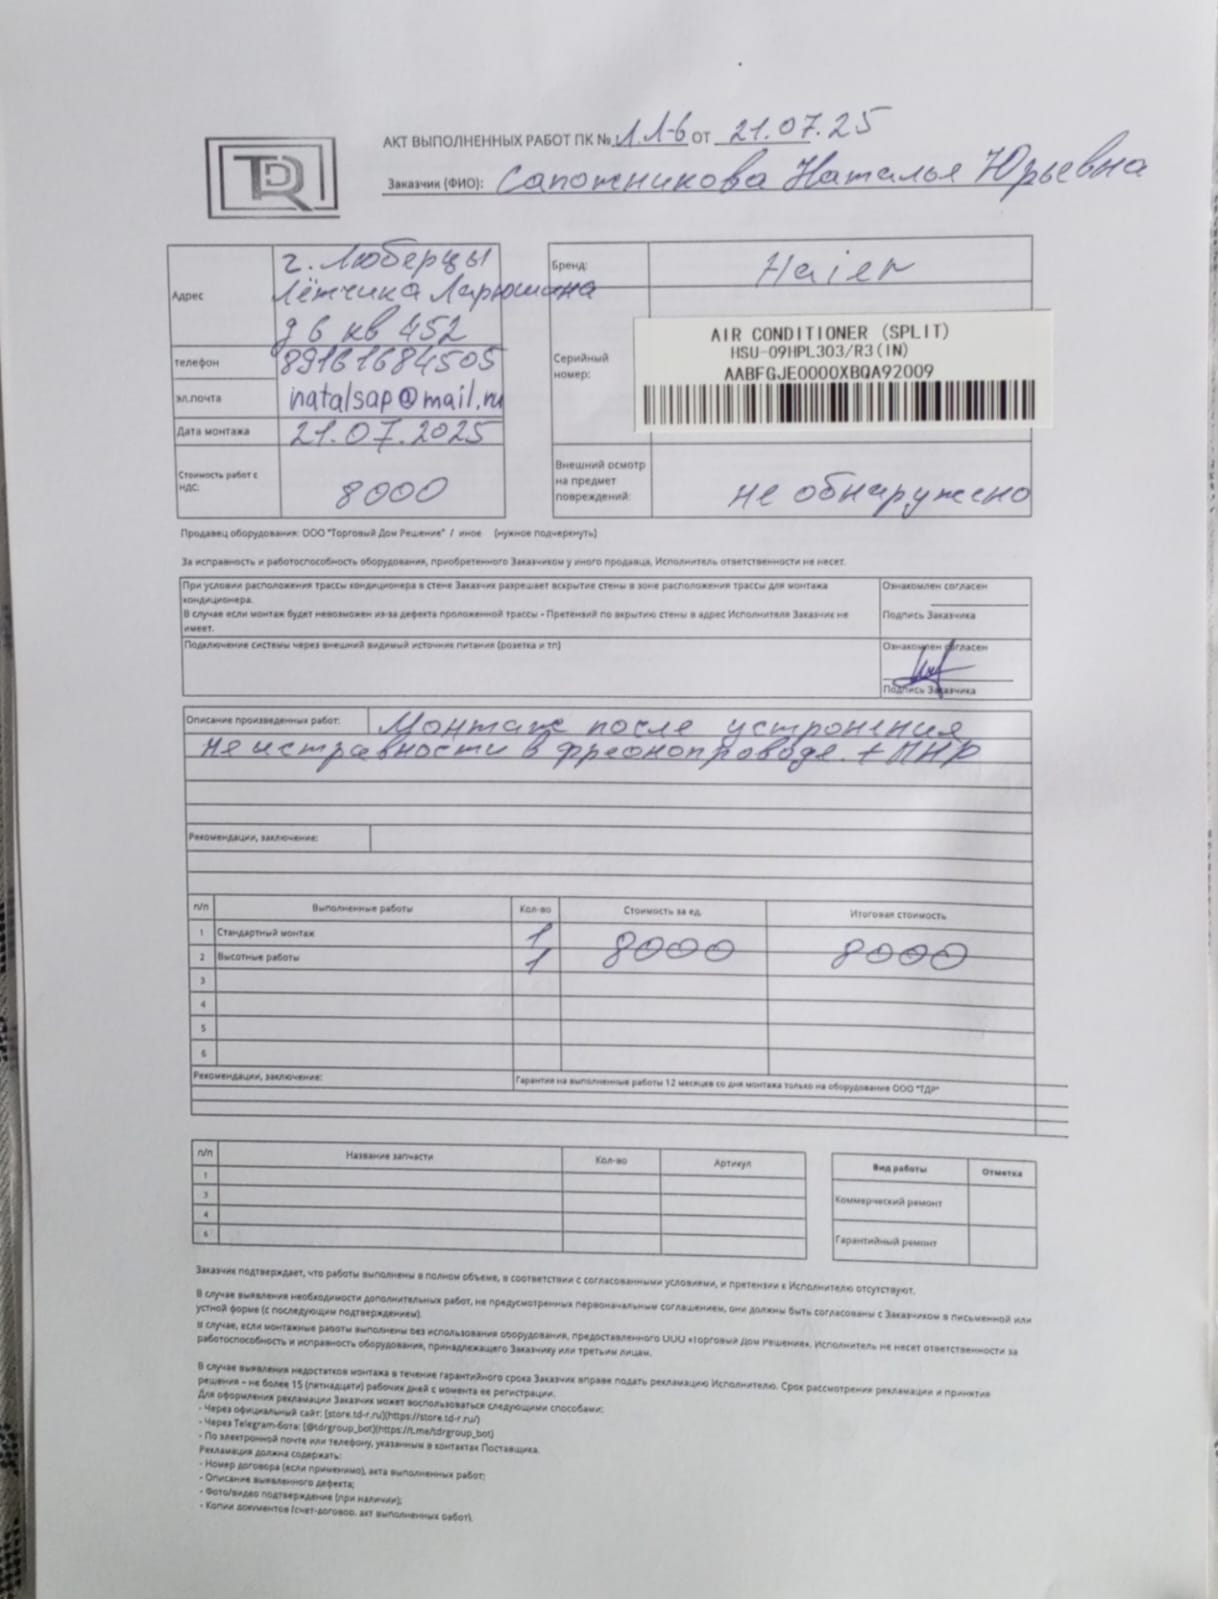 TDR
АКТ ВЫПОЛНЕННЫХ РАБОТ ПК № 1.1-6 от 21.07.25
Заказчик (ФИО): Сапожникова Наталья Юрьевна
Адрес
г. Люберцы
Лётчика Ларюшина
д 6 кв 452
телефон 89161684505
эл.почта natalsap@mail.ru
Дата монтажа 21.07.2025
Стоимость работ с НДС: 8000
Бренд: Haier
Серийный номер:
AIR CONDITIONER (SPLIT)
HSU-09HPL303/R3(IN)
AABFGJE0000XBQA92009
Внешний осмотр на предмет повреждений: не обнаружено
Продавец оборудования: ООО "Торговый Дом Решение" / иное (нужное подчеркнуть)
За исправность и работоспособность оборудования, приобретенного Заказчиком у иного продавца, Исполнитель ответственности не несет.
При условии расположения трассы кондиционера в стене Заказчик разрешает вскрытие стены в зоне расположения трассы для монтажа
кондиционера.
В случае если монтаж будет невозможен из-за дефекта проложенной трассы - Претензий по вкрытию стены в адрес Исполнителя Заказчик не
имеет.
Ознакомлен согласен
Подпись Заказчика
Подключение системы через внешний видимый источник питания (розетка и тп)
Ознакомлен согласен
Подпись Заказчика
Описание произведенных работ: Монтаж после устронения
неисправности в фреонопроводе. + ПНР
Рекомендации, заключение:
п/п Выполненные работы Кол-во Стоимость за ед. Итоговая стоимость
1 Стандартный монтаж 1 8000 8000
2 Высотные работы 1
3
4
5
6
Рекомендации, заключение: Гарантия на выполненные работы 12 месяцев со дня монтажа только на оборудование ООО "ТДР"
п/п Название запчасти Кол-во Артикул
1
3
4
6
Вид работы Отметка
Коммерческий ремонт
Гарантийный ремонт
Заказчик подтверждает, что работы выполнены в полном объеме, в соответствии с согласованными условиями, и претензии к Исполнителю отсутствуют.
В случае выявления необходимости дополнительных работ, не предусмотренных первоначальным соглашением, они должны быть согласованы с Заказчиком в письменной или
устной форме (с последующим подтверждением).
В случае, если монтажные работы выполнены без использования оборудования, предоставленного ООО «Торговый Дом Решение», Исполнитель не несет ответственности за
работоспособность и исправность оборудования, принадлежащего Заказчику или третьим лицам.
В случае выявления недостатков монтажа в течение гарантийного срока Заказчик вправе подать рекламацию Исполнителю. Срок рассмотрения рекламации и принятия
решения – не более 15 (пятнадцати) рабочих дней с момента ее регистрации.
Для оформления рекламации Заказчик может воспользоваться следующими способами:
- Через официальный сайт: [store.td-r.ru](https://store.td-r.ru/)
- Через Telegram-бота: [@tdrgroup_bot](https://t.me/tdrgroup_bot)
- По электронной почте или телефону, указанным в контактах Поставщика.
Рекламация должна содержать:
- Номер договора (если применимо), акта выполненных работ;
- Описание выявленного дефекта;
- Фото/видео подтверждение (при наличии);
- Копии документов (счет-договор, акт выполненных работ).